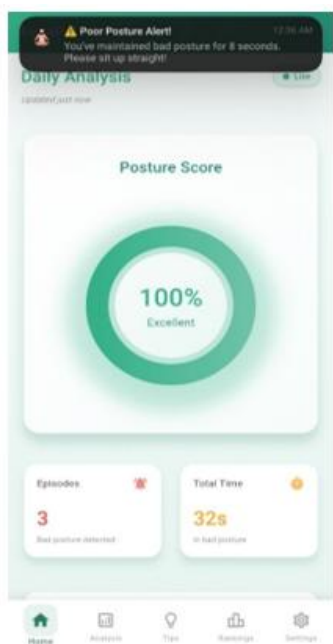 Poor Posture Alert!
12:56 AM
You've maintained bad posture for 8 seconds.
Please sit up straight!
Daily Analysis
Live
Updated just now
Posture Score
100%
Excellent
Episodes
3
Bad posture detected
Total Time
32s
In bad posture
Home
Analysis
Tips
Rankings
Settings